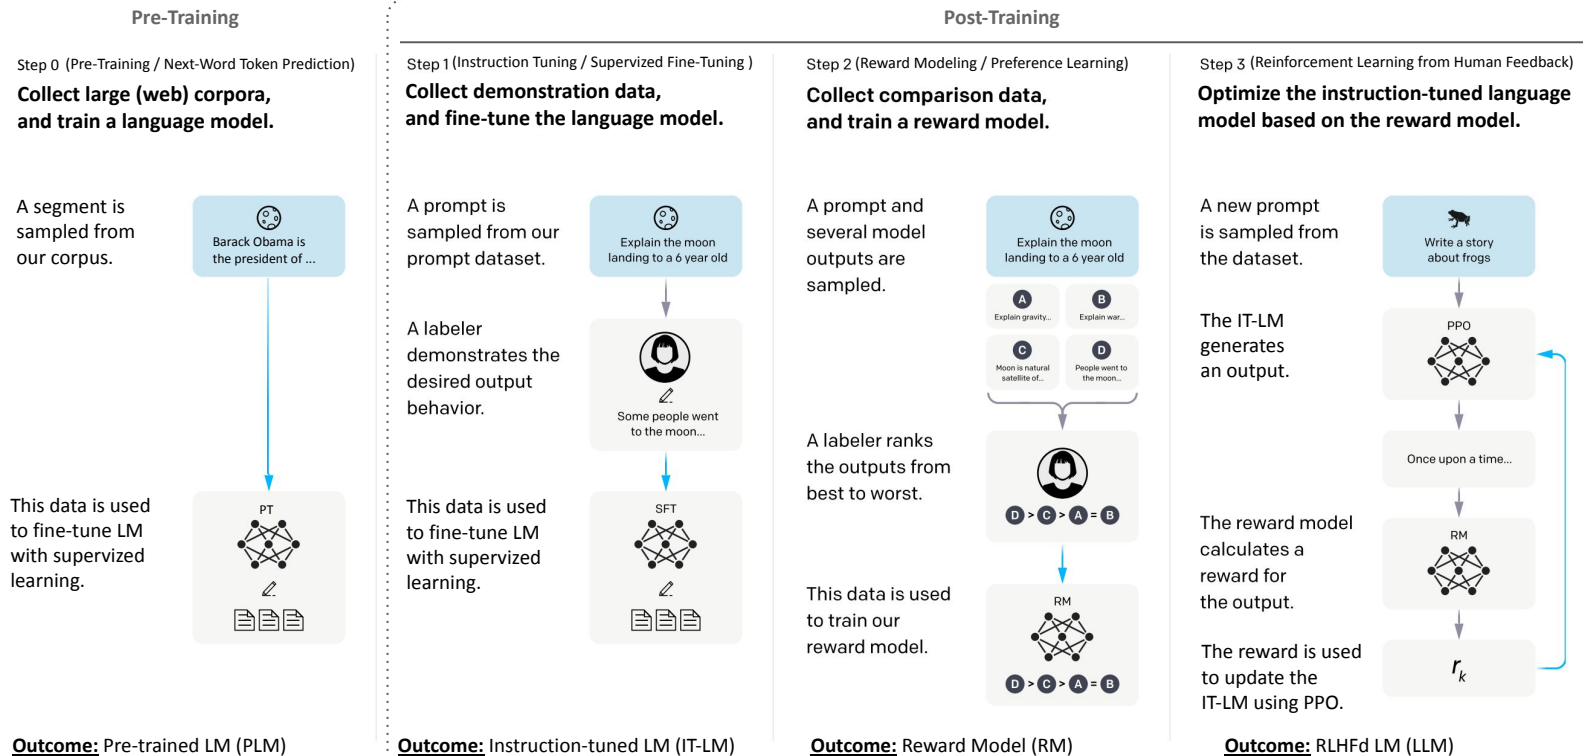 Pre-Training
Post-Training
Step 0 (Pre-Training / Next-Word Token Prediction)
Collect large (web) corpora,
and train a language model.
A segment is
sampled from
our corpus.
Barack Obama is
the president of ...
This data is used
to fine-tune LM
with supervized
learning.
PT
Outcome: Pre-trained LM (PLM)
Step 1 (Instruction Tuning / Supervized Fine-Tuning )
Collect demonstration data,
and fine-tune the language model.
A prompt is
sampled from our
prompt dataset.
Explain the moon
landing to a 6 year old
A labeler
demonstrates the
desired output
behavior.
Some people went
to the moon...
This data is used
to fine-tune LM
with supervized
learning.
SFT
Outcome: Instruction-tuned LM (IT-LM)
Step 2 (Reward Modeling / Preference Learning)
Collect comparison data,
and train a reward model.
A prompt and
several model
outputs are
sampled.
Explain the moon
landing to a 6 year old
A
Explain gravity...
B
Explain war...
C
Moon is natural
satellite of...
D
People went to
the moon...
A labeler ranks
the outputs from
best to worst.
D > C > A = B
This data is used
to train our
reward model.
RM
D > C > A = B
Outcome: Reward Model (RM)
Step 3 (Reinforcement Learning from Human Feedback)
Optimize the instruction-tuned language
model based on the reward model.
A new prompt
is sampled from
the dataset.
Write a story
about frogs
The IT-LM
generates
an output.
PPO
Once upon a time...
The reward model
calculates a
reward for
the output.
RM
The reward is used
to update the
IT-LM using PPO.
rk
Outcome: RLHFd LM (LLM)